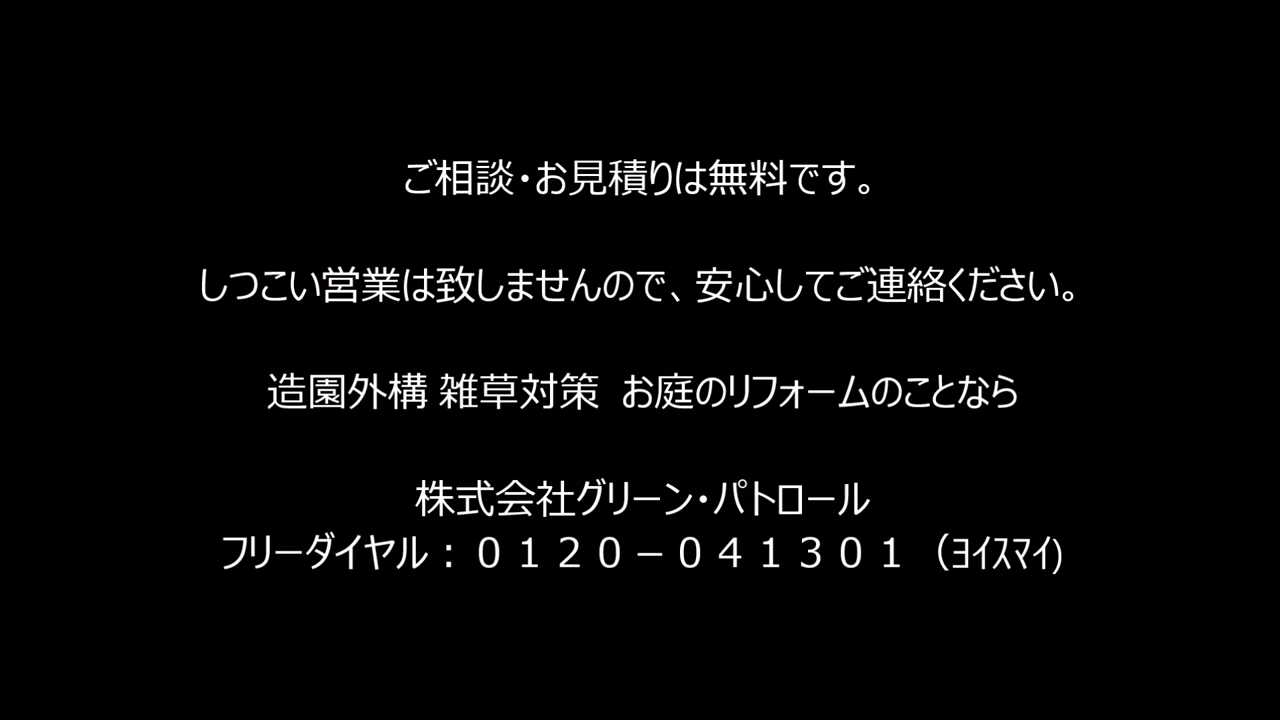 ご相談・お見積りは無料です。
しつこい営業は致しませんので、安心してご連絡ください。
造園外構 雑草対策  お庭のリフォームのことなら
株式会社グリーン・パトロール
フリーダイヤル：０１２０－０４１３０１（ﾖｲｽﾏｲ)